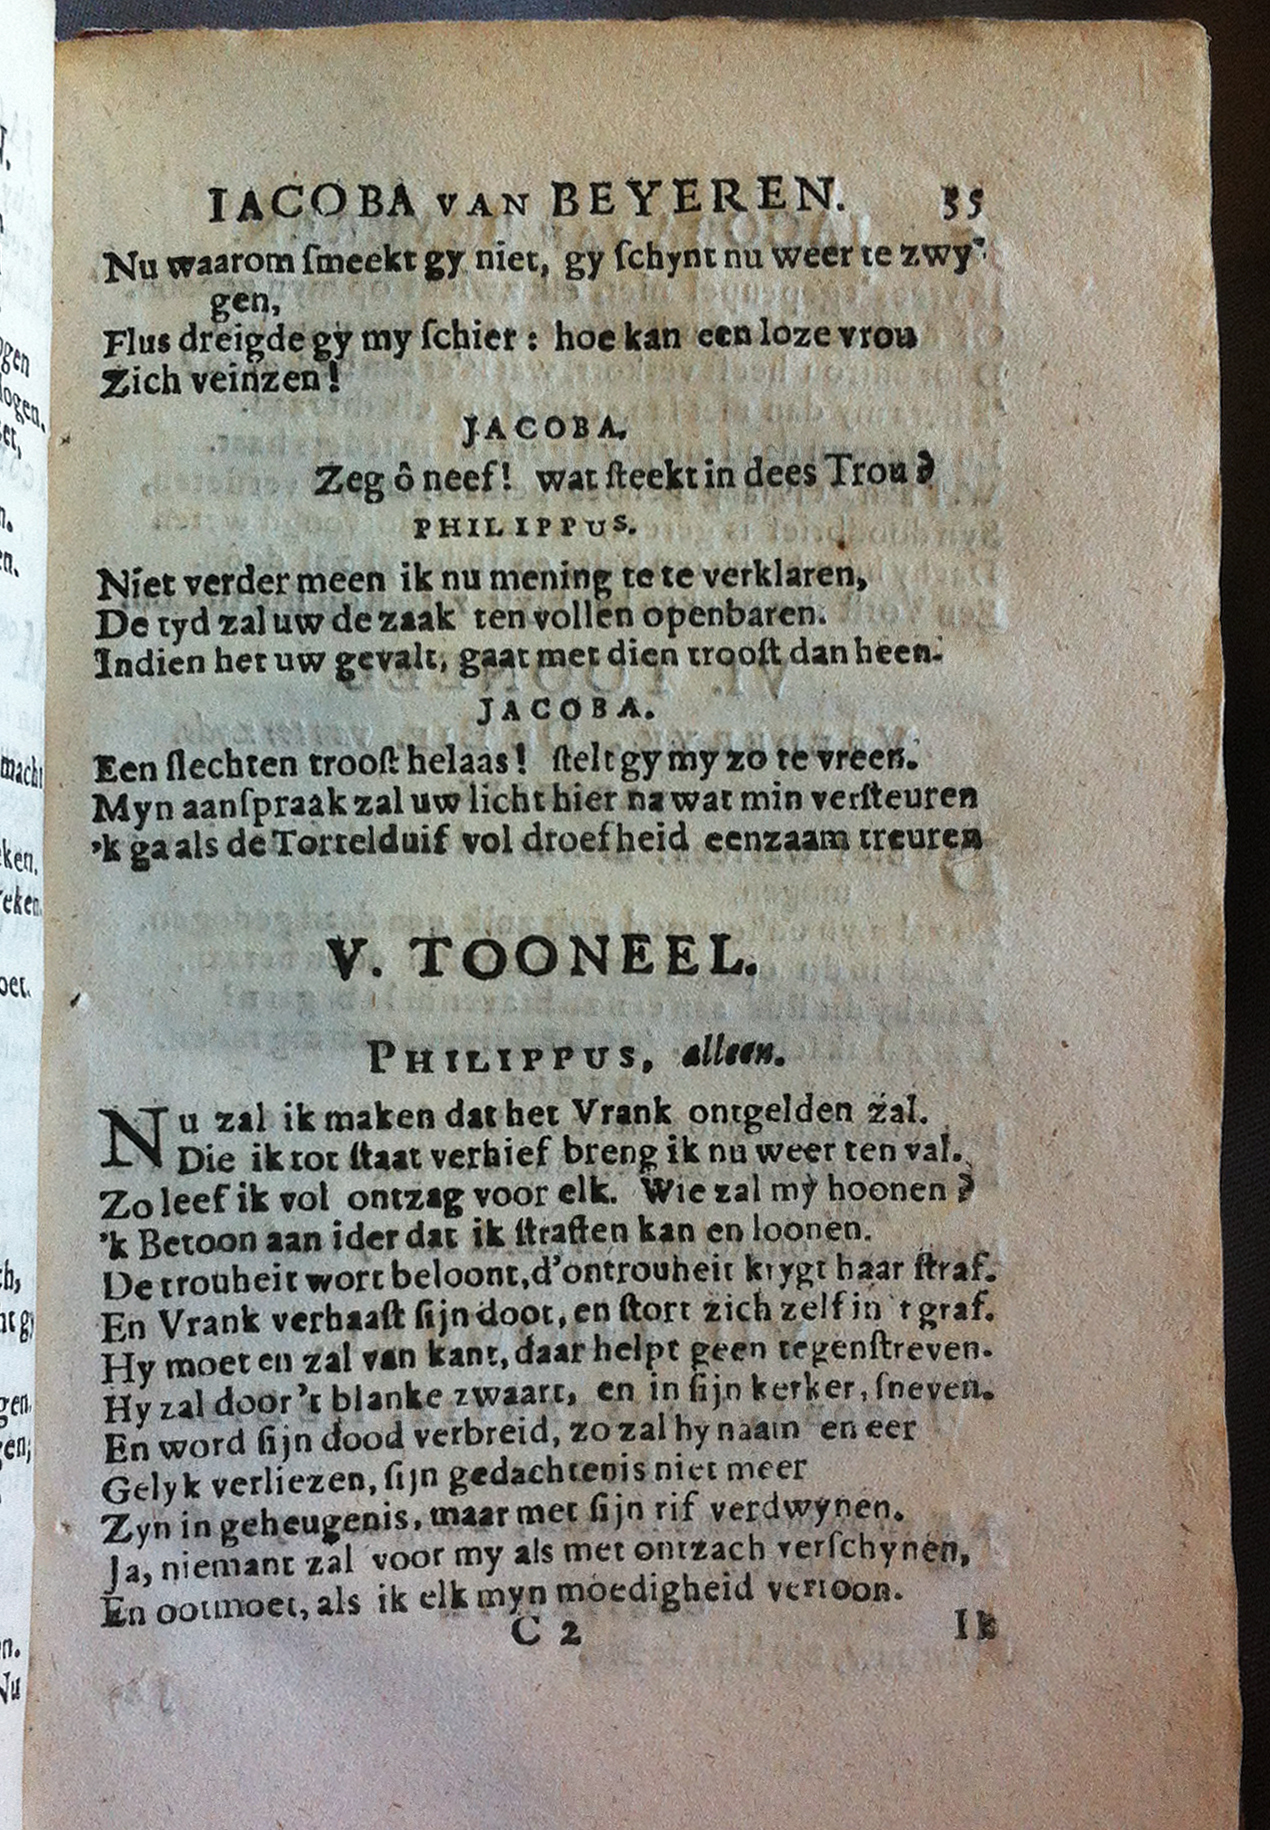 IACOBA VAN BEYEREN. 35
Nu waarom ſmeekt gy niet, gy ſchynt nu weer te zwy-
gen,
Flus dreigde gy my ſchier : hoe kan een loze vrou
Zich veinzen!
JACOBA.
Zeg ô neef! wat ſteekt in dees Trou?
PHILIPPUS.
Niet verder meen ik nu mening te te verklaren,
De tyd zal uw de zaak ten vollen openbaren.
Indien het uw gevalt, gaat met dien trooſt dan heen.
JACOBA.
Een ſlechten trooſt helaas! ſtelt gy my zo te vreen.
Myn aanſpraak zal uw licht hier na wat min verſteuren
'k ga als de Tortelduif vol droefheid eenzaam treuren
V. TOONEEL.
PHILIPPUS, alleen.
Nu zal ik maken dat het Vrank ontgelden zal.
Die ik tot ſtaat verhief breng ik nu weer ten val.
Zo leef ik vol ontzag voor elk. Wie zal my hoonen?
'k Betoon aan ider dat ik ſtraffen kan en loonen.
De trouheit wort beloont, d'ontrouheit krygt haar ſtraf.
En Vrank verhaaſt ſijn doot, en ſtort zich zelf in 't graf.
Hy moet en zal van kant, daar helpt geen tegenſtreven.
Hy zal door 't blanke zwaart, en in ſijn kerker, ſneven.
En word ſijn dood verbreid, zo zal hy naam en eer
Gelyk verliezen, ſijn gedachtenis niet meer
Zyn in geheugenis, maar met ſijn rif verdwynen.
Ja, niemant zal voor my als met ontzach verſchynen,
En ootmoet, als ik elk myn moedigheid vertoon.
C 2 Ik